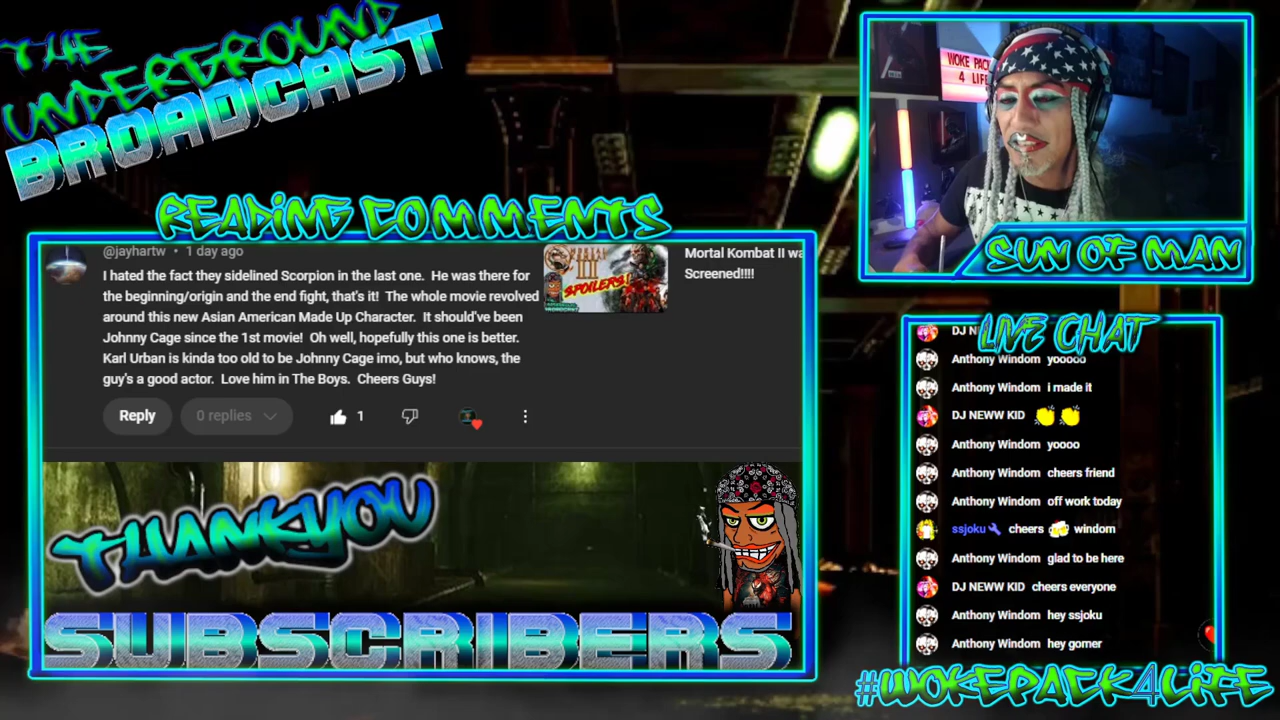 THE
UNDERGROUND
BROADCAST
READING COMMENTS
@jayhartw • 1 day ago
I hated the fact they sidelined Scorpion in the last one. He was there for
the beginning/origin and the end fight, that's it! The whole movie revolved
around this new Asian American Made Up Character. It should've been
Johnny Cage since the 1st movie! Oh well, hopefully this one is better.
Karl Urban is kinda too old to be Johnny Cage imo, but who knows, the
guy's a good actor. Love him in The Boys. Cheers Guys!
Reply
0 replies
1
MORTAL
SPOILERS!
Mortal Kombat II wa
Screened!!!!
THANKYOU
SUBSCRIBERS
WOKE PAC
4 LIF
SUN OF MAN
LIVE CHAT
DJ N
Anthony Windom yoooo
Anthony Windom i made it
DJ NEWW KID 👏 👏
Anthony Windom yoooo
Anthony Windom cheers friend
Anthony Windom off work today
ssjoku 🔧 cheers 🍻 windom
Anthony Windom glad to be here
DJ NEWW KID cheers everyone
Anthony Windom hey ssjoku
Anthony Windom hey gomer
#WOKEPACK4LIFE